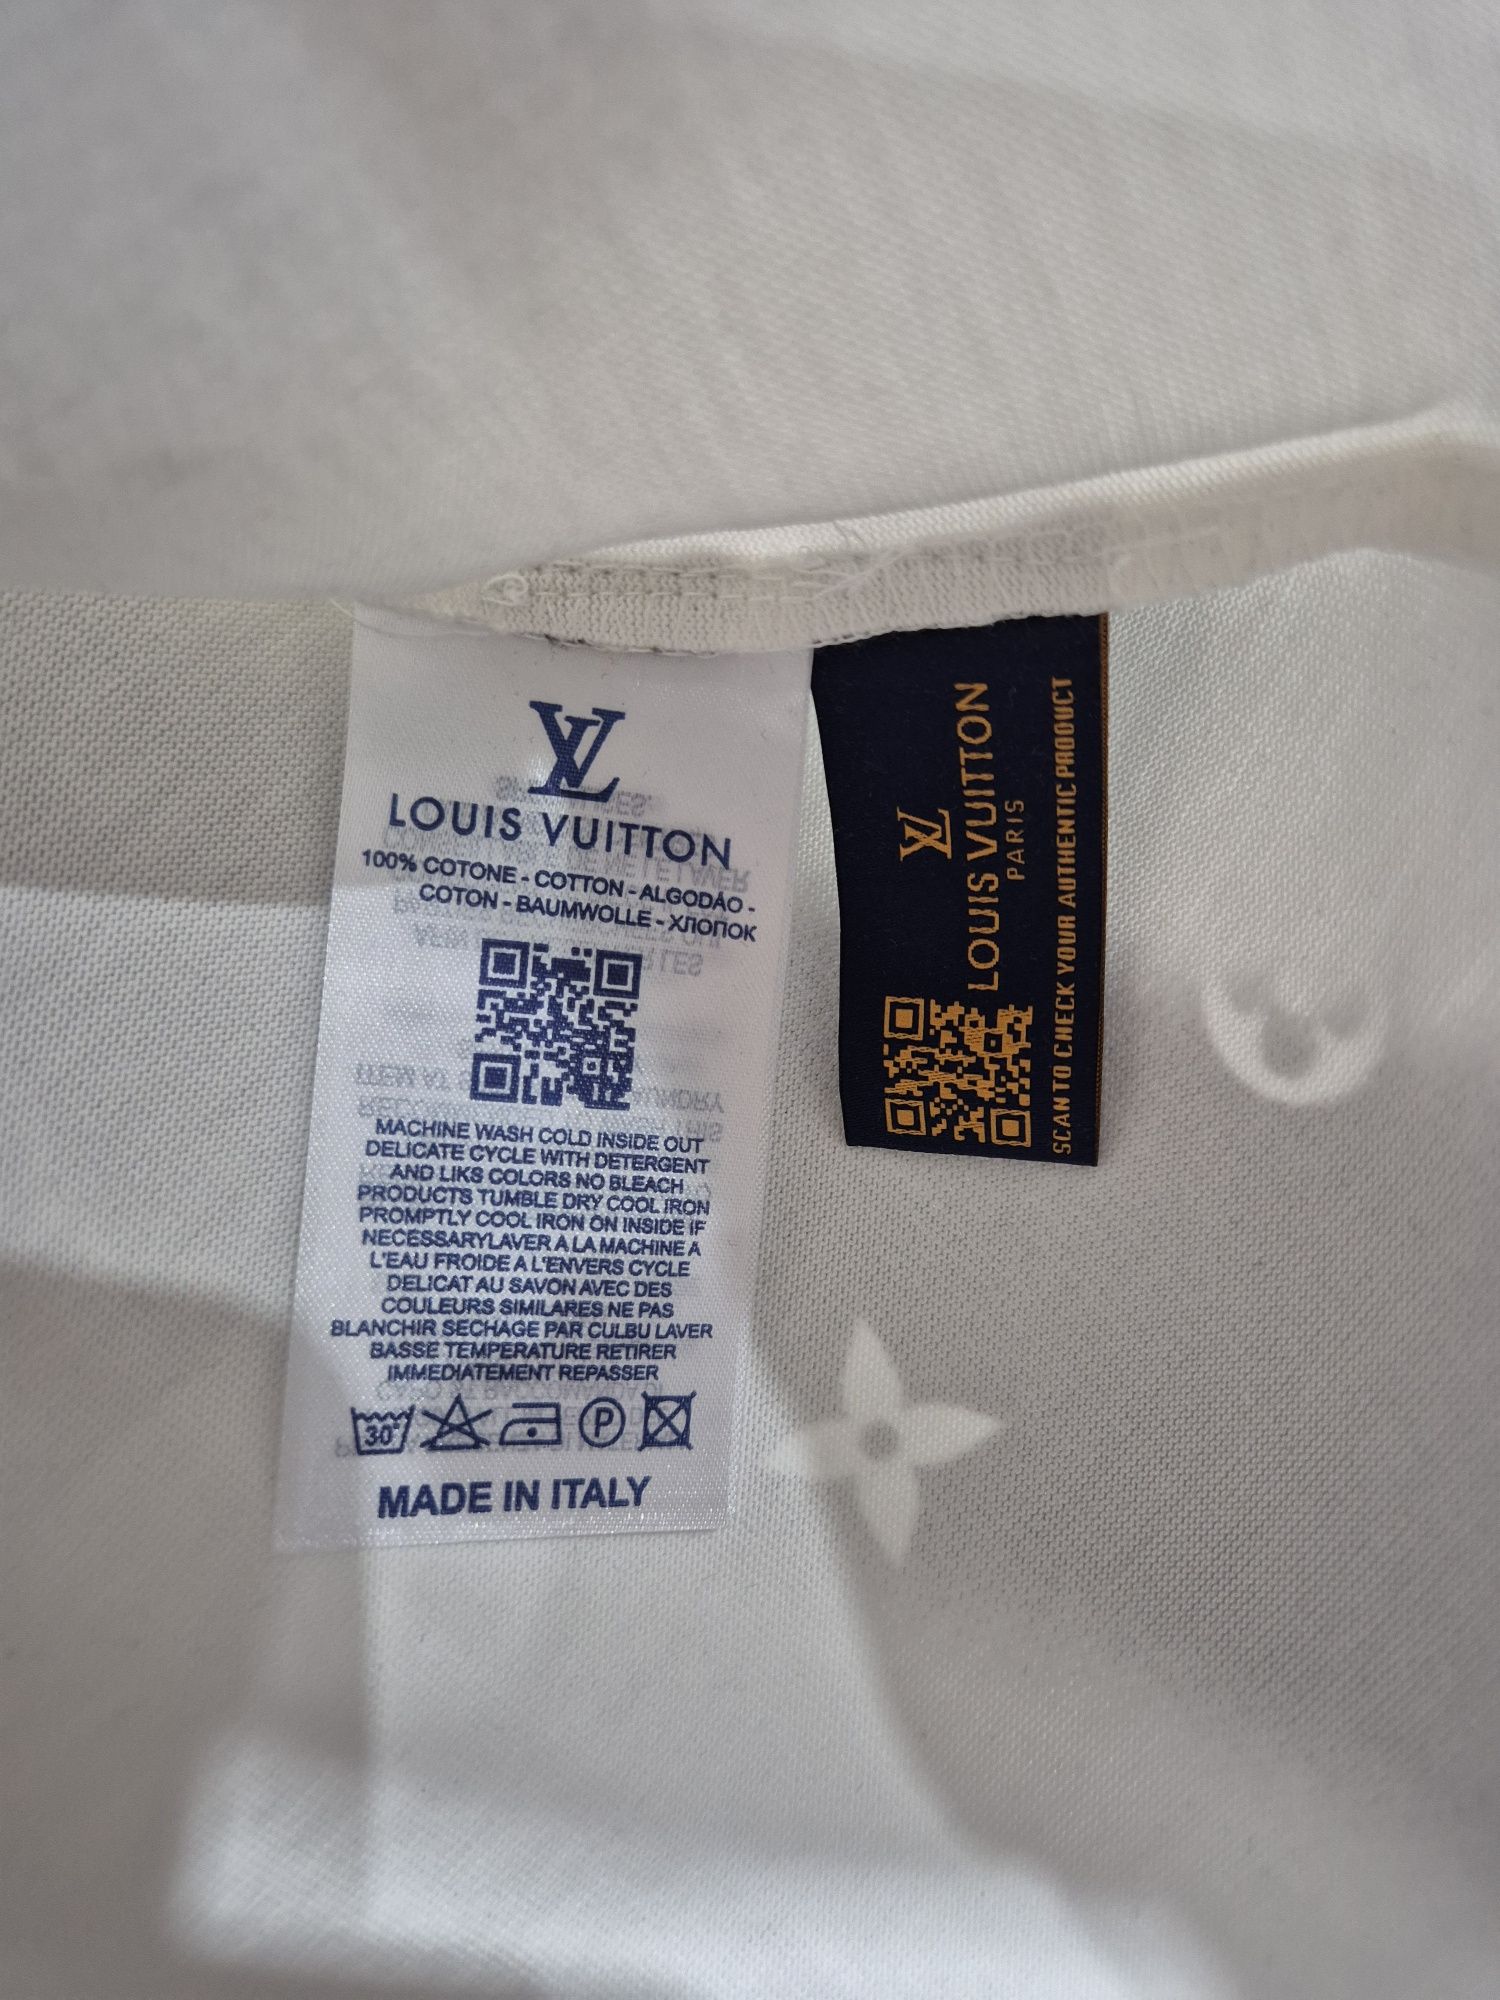 LV
LOUIS VUITTON
100% COTONE - COTTON - ALGODÃO -
COTON - BAUMWOLLE - ХЛОПОК
MACHINE WASH COLD INSIDE OUT
DELICATE CYCLE WITH DETERGENT
AND LIKS COLORS NO BLEACH
PRODUCTS TUMBLE DRY COOL IRON
PROMPTLY COOL IRON ON INSIDE IF
NECESSARYLAVER A LA MACHINE A
L'EAU FROIDE A L'ENVERS CYCLE
DELICAT AU SAVON AVEC DES
COULEURS SIMILARES NE PAS
BLANCHIR SECHAGE PAR CULBU LAVER
BASSE TEMPERATURE RETIRER
IMMEDIATEMENT REPASSER
30° P
MADE IN ITALY
LV
LOUIS VUITTON
PARIS
SCAN TO CHECK YOUR AUTHENTIC PRODUCT